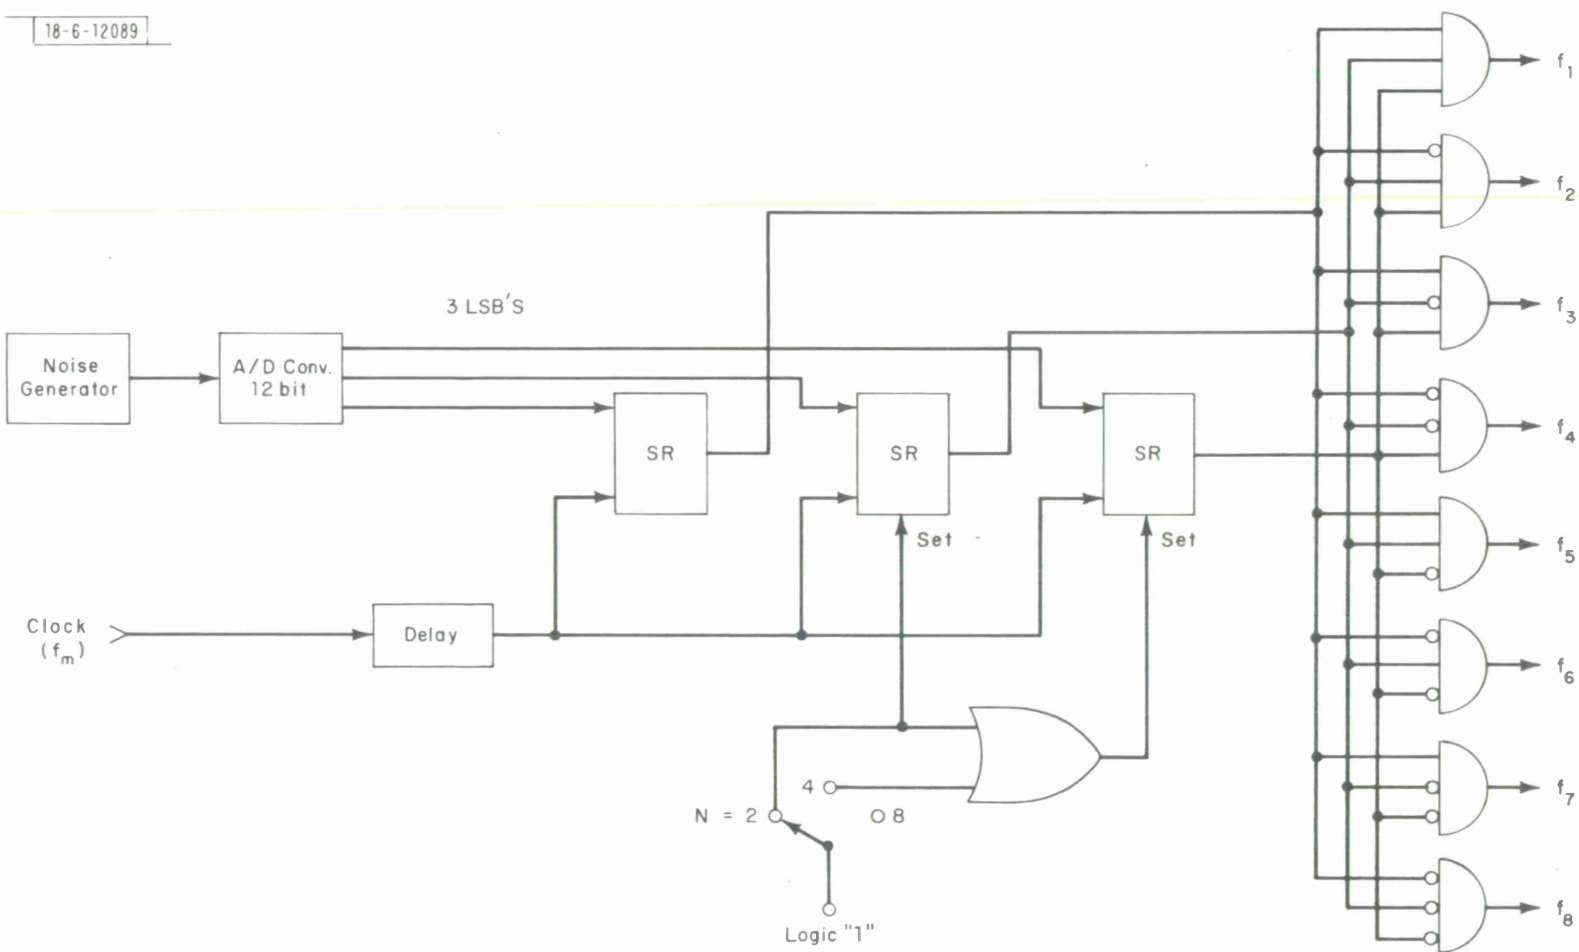 18-6-12089
f1
f2
3 LSB'S
f3
Noise
Generator
A/D Conv.
12 bit
f4
SR
SR
SR
Set
Set
f5
Clock
(fm)
Delay
f6
4
N = 2
8
f7
Logic "1"
f8